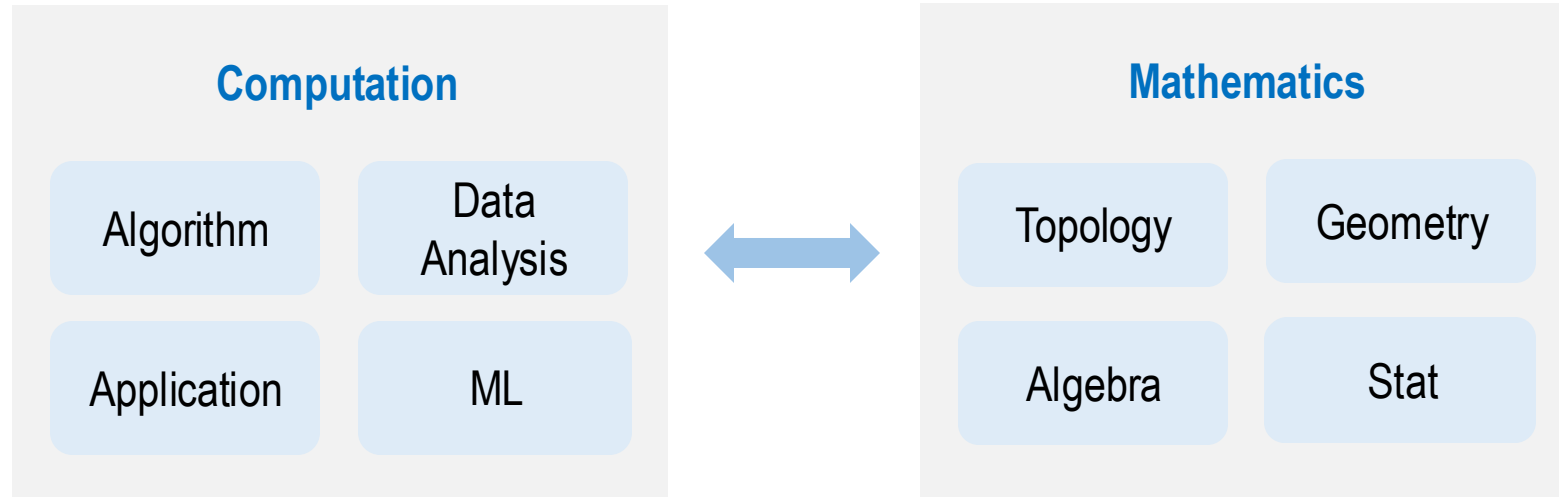 Computation
Algorithm
Data
Analysis
Application
ML
Mathematics
Topology
Geometry
Algebra
Stat